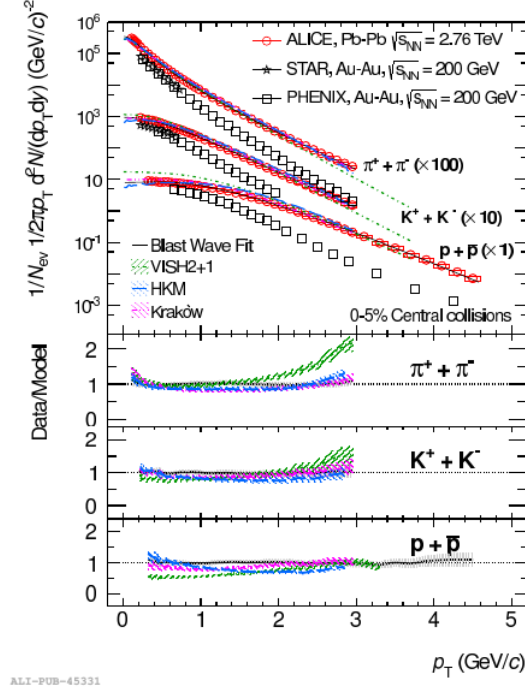 10⁶
10⁵
10³
10
10⁻¹
10⁻³
1/N_ev 1/2πp_T d²N/(dp_Tdy) (GeV/c)⁻²
ALICE, Pb-Pb √s_NN = 2.76 TeV
STAR, Au-Au, √s_NN = 200 GeV
PHENIX, Au-Au, √s_NN = 200 GeV
π⁺ + π⁻ (×100)
K⁺ + K⁻ (×10)
p + p̅ (×1)
Blast Wave Fit
VISH2+1
HKM
Kraków
0-5% Central collisions
Data/Model
2
1
0
π⁺ + π⁻
2
1
0
K⁺ + K⁻
2
1
0
p + p̅
0 1 2 3 4 5
p_T (GeV/c)
ALI-PUB-45331